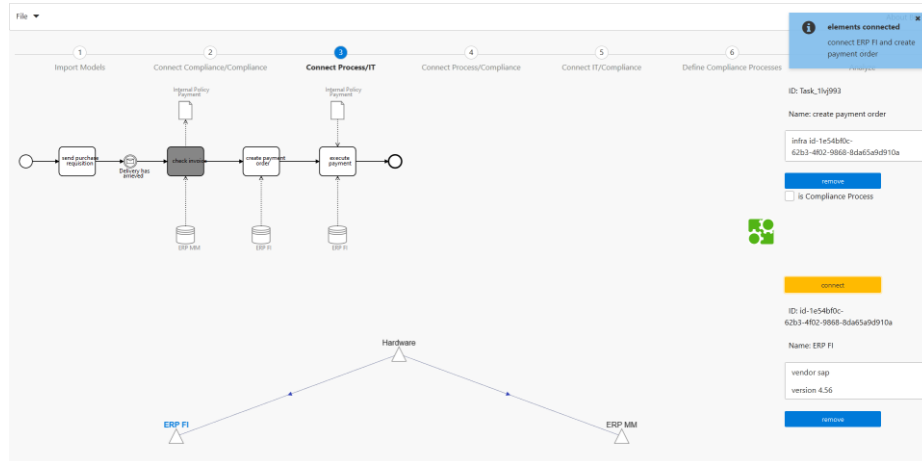 File
elements connected
connect ERP FI and create
payment order
1
2
3
4
5
6
Import Models
Connect Compliance/Compliance
Connect Process/IT
Connect Process/Compliance
Connect IT/Compliance
Define Compliance Processes
Analyze
Internal Policy
Payment
Internal Policy
Payment
send purchase
requisition
Delivery has
arrieved
check invoice
create payment
order
execute
payment
ERP MM
ERP FI
ERP FI
ID: Task_1lvj993
Name: create payment order
infra id-1e54bf0c-
62b3-4f02-9868-8da65a9d910a
remove
is Compliance Process
connect
ID: id-1e54bf0c-
62b3-4f02-9868-8da65a9d910a
Name: ERP FI
vendor sap
version 4.56
remove
Hardware
ERP FI
ERP MM